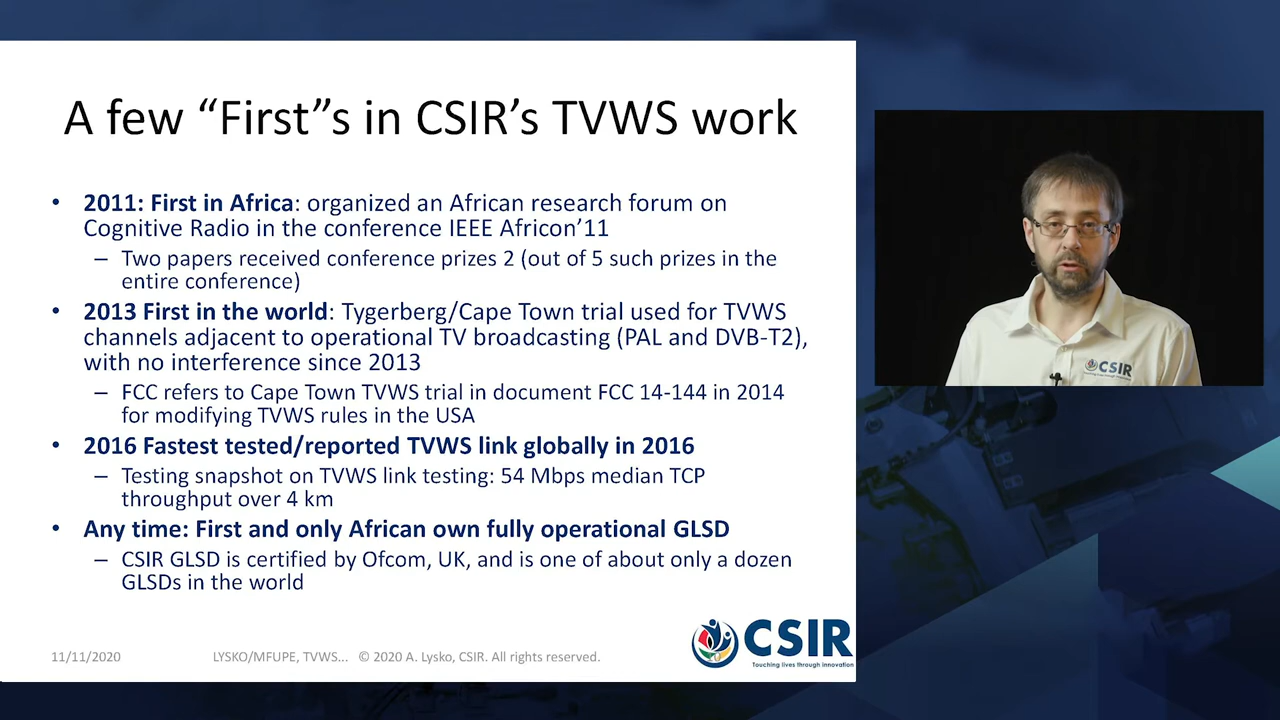 A few “First”s in CSIR’s TVWS work
• 2011: First in Africa: organized an African research forum on
Cognitive Radio in the conference IEEE Africon’11
– Two papers received conference prizes 2 (out of 5 such prizes in the
entire conference)
• 2013 First in the world: Tygerberg/Cape Town trial used for TVWS
channels adjacent to operational TV broadcasting (PAL and DVB-T2),
with no interference since 2013
– FCC refers to Cape Town TVWS trial in document FCC 14-144 in 2014
for modifying TVWS rules in the USA
• 2016 Fastest tested/reported TVWS link globally in 2016
– Testing snapshot on TVWS link testing: 54 Mbps median TCP
throughput over 4 km
• Any time: First and only African own fully operational GLSD
– CSIR GLSD is certified by Ofcom, UK, and is one of about only a dozen
GLSDs in the world
11/11/2020
LYSKO/MFUPE, TVWS... © 2020 A. Lysko, CSIR. All rights reserved.
CSIR
Touching lives through innovation
CSIR